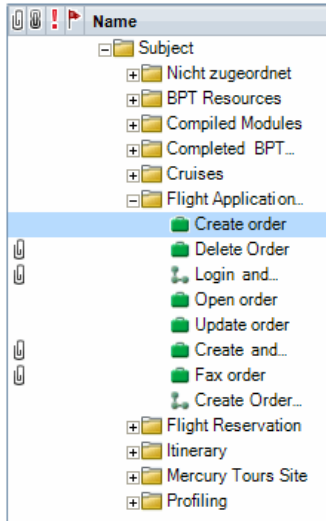 Name
Subject
Nicht zugeordnet
BPT Resources
Compiled Modules
Completed BPT...
Cruises
Flight Application...
Create order
Delete Order
Login and...
Open order
Update order
Create and...
Fax order
Create Order...
Flight Reservation
Itinerary
Mercury Tours Site
Profiling